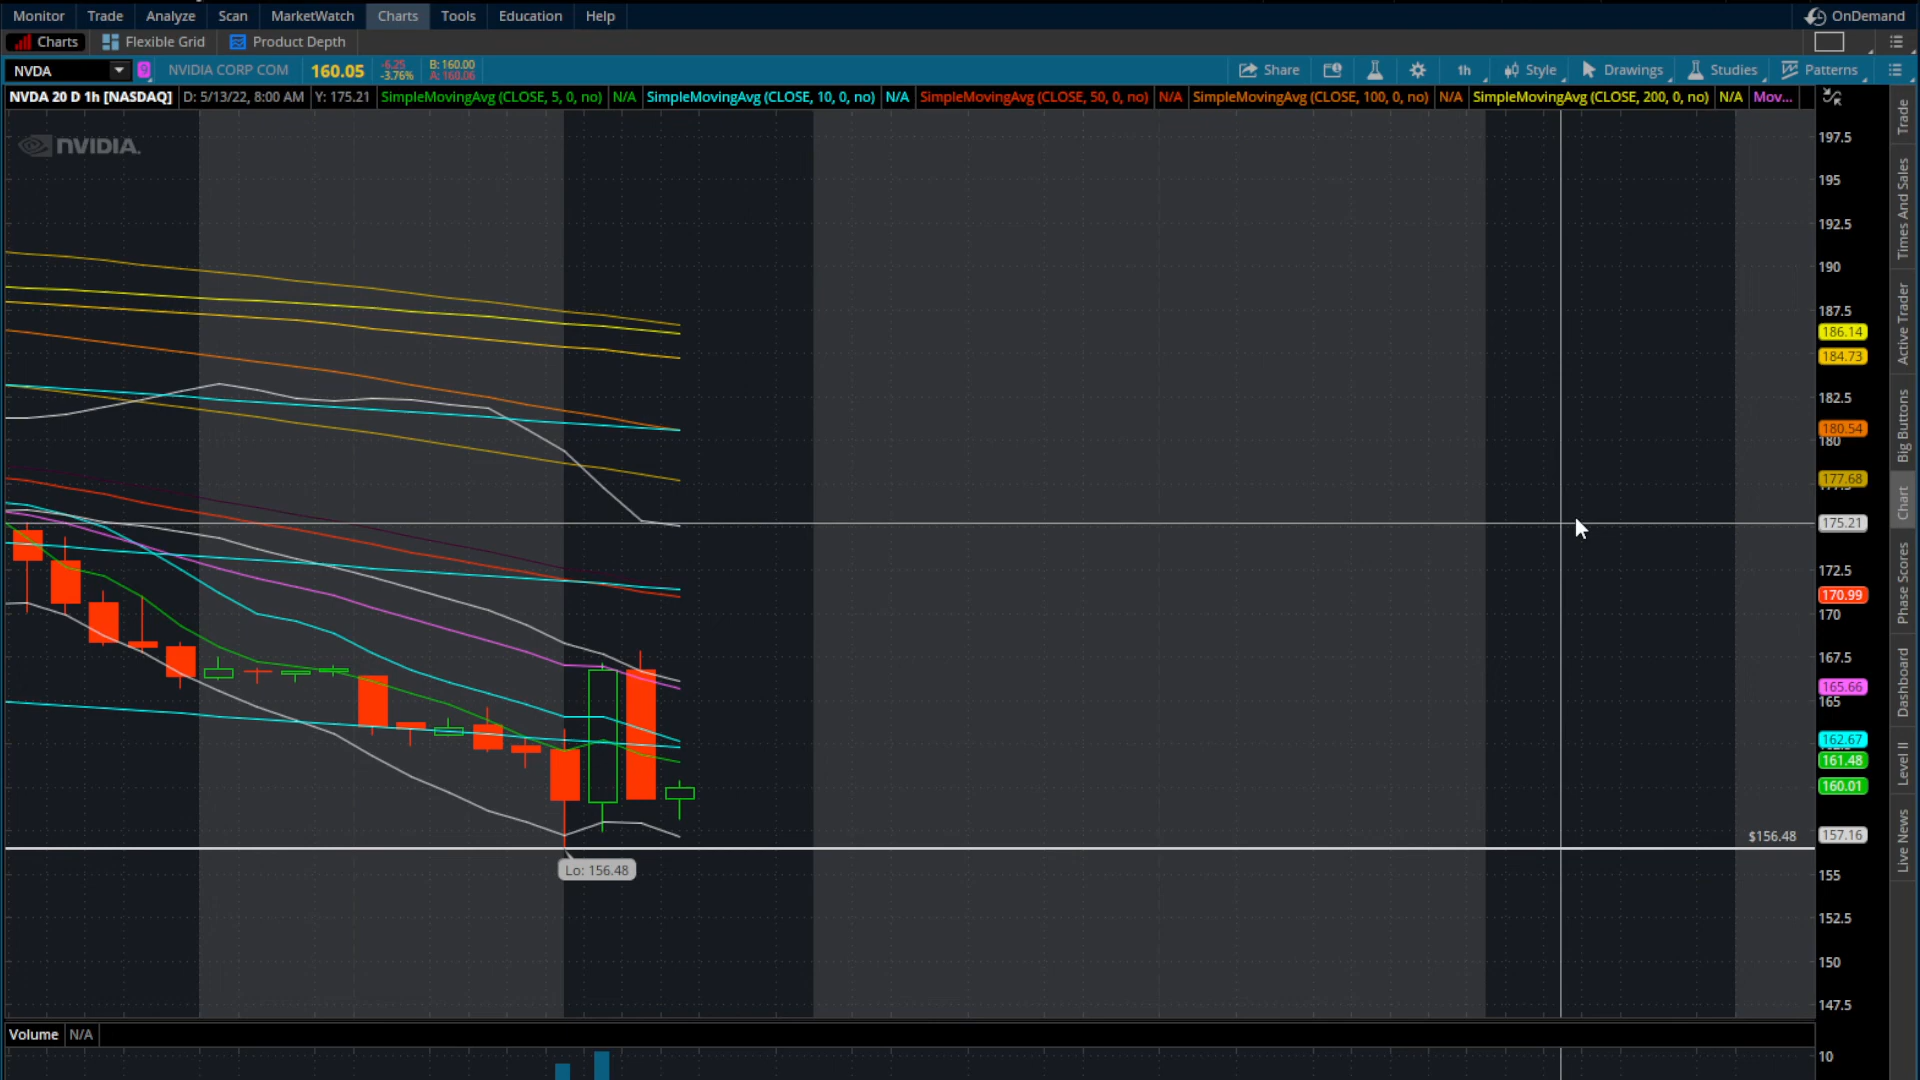 Monitor Trade Analyze Scan MarketWatch Charts Tools Education Help OnDemand
Charts Flexible Grid Product Depth
NVDA 9 NVIDIA CORP COM 160.05 -6.25 -3.76% B: 160.00 A: 160.06 Share 1h Style Drawings Studies Patterns
NVDA 20 D 1h [NASDAQ] D: 5/13/22, 8:00 AM Y: 175.21 SimpleMovingAvg (CLOSE, 5, 0, no) N/A SimpleMovingAvg (CLOSE, 10, 0, no) N/A SimpleMovingAvg (CLOSE, 50, 0, no) N/A SimpleMovingAvg (CLOSE, 100, 0, no) N/A SimpleMovingAvg (CLOSE, 200, 0, no) N/A Mov...
NVIDIA.
197.5
195
192.5
190
187.5
186.14
184.73
182.5
180.54
180
177.68
175.21
172.5
170.99
170
167.5
165.66
165
162.67
161.48
160.01
$156.48 157.16
Lo: 156.48
155
152.5
150
147.5
Volume N/A
10
Trade
Times And Sales
Active Trader
Big Buttons
Chart
Phase Scores
Dashboard
Level II
Live News